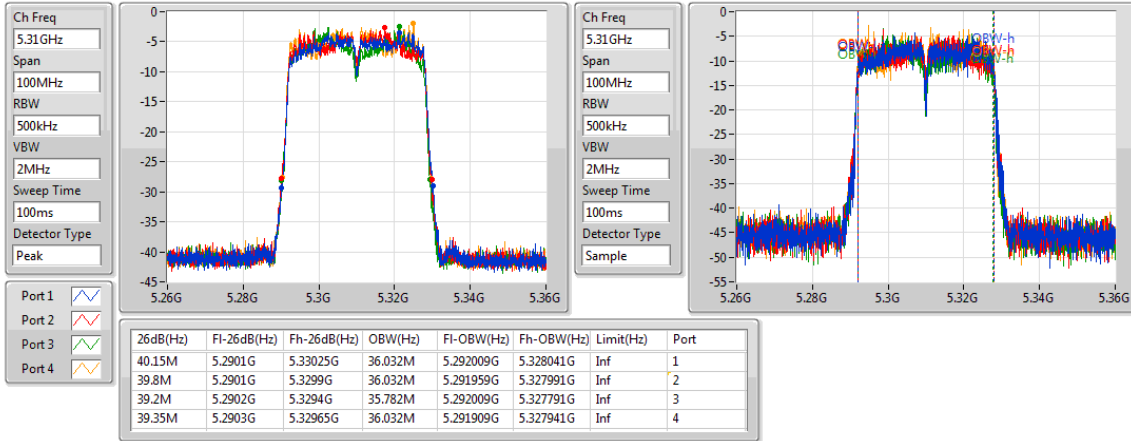 Ch Freq
5.31GHz
Span
100MHz
RBW
500kHz
VBW
2MHz
Sweep Time
100ms
Detector Type
Peak
Port 1
Port 2
Port 3
Port 4
0
-5
-10
-15
-20
-25
-30
-35
-40
-45
5.26G 5.28G 5.3G 5.32G 5.34G 5.36G
Ch Freq
5.31GHz
Span
100MHz
RBW
500kHz
VBW
2MHz
Sweep Time
100ms
Detector Type
Sample
0
-5
-10
-15
-20
-25
-30
-35
-40
-45
-50
-55
OBW-h
OBW-h
OBW-h
5.26G 5.28G 5.3G 5.32G 5.34G 5.36G
26dB(Hz) Fl-26dB(Hz) Fh-26dB(Hz) OBW(Hz) Fl-OBW(Hz) Fh-OBW(Hz) Limit(Hz) Port
40.15M 5.2901G 5.33025G 36.032M 5.292009G 5.328041G Inf 1
39.8M 5.2901G 5.3299G 36.032M 5.291959G 5.327991G Inf 2
39.2M 5.2902G 5.3294G 35.782M 5.292009G 5.327791G Inf 3
39.35M 5.2903G 5.32965G 36.032M 5.291909G 5.327941G Inf 4